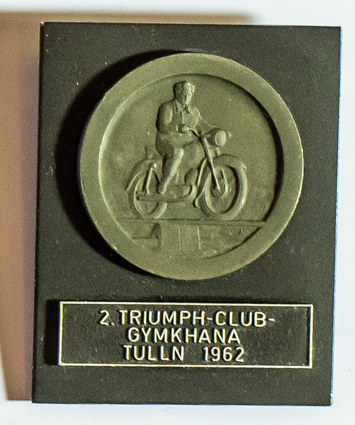 2. TRIUMPH-CLUB-
GYMKHANA
TULLN 1962